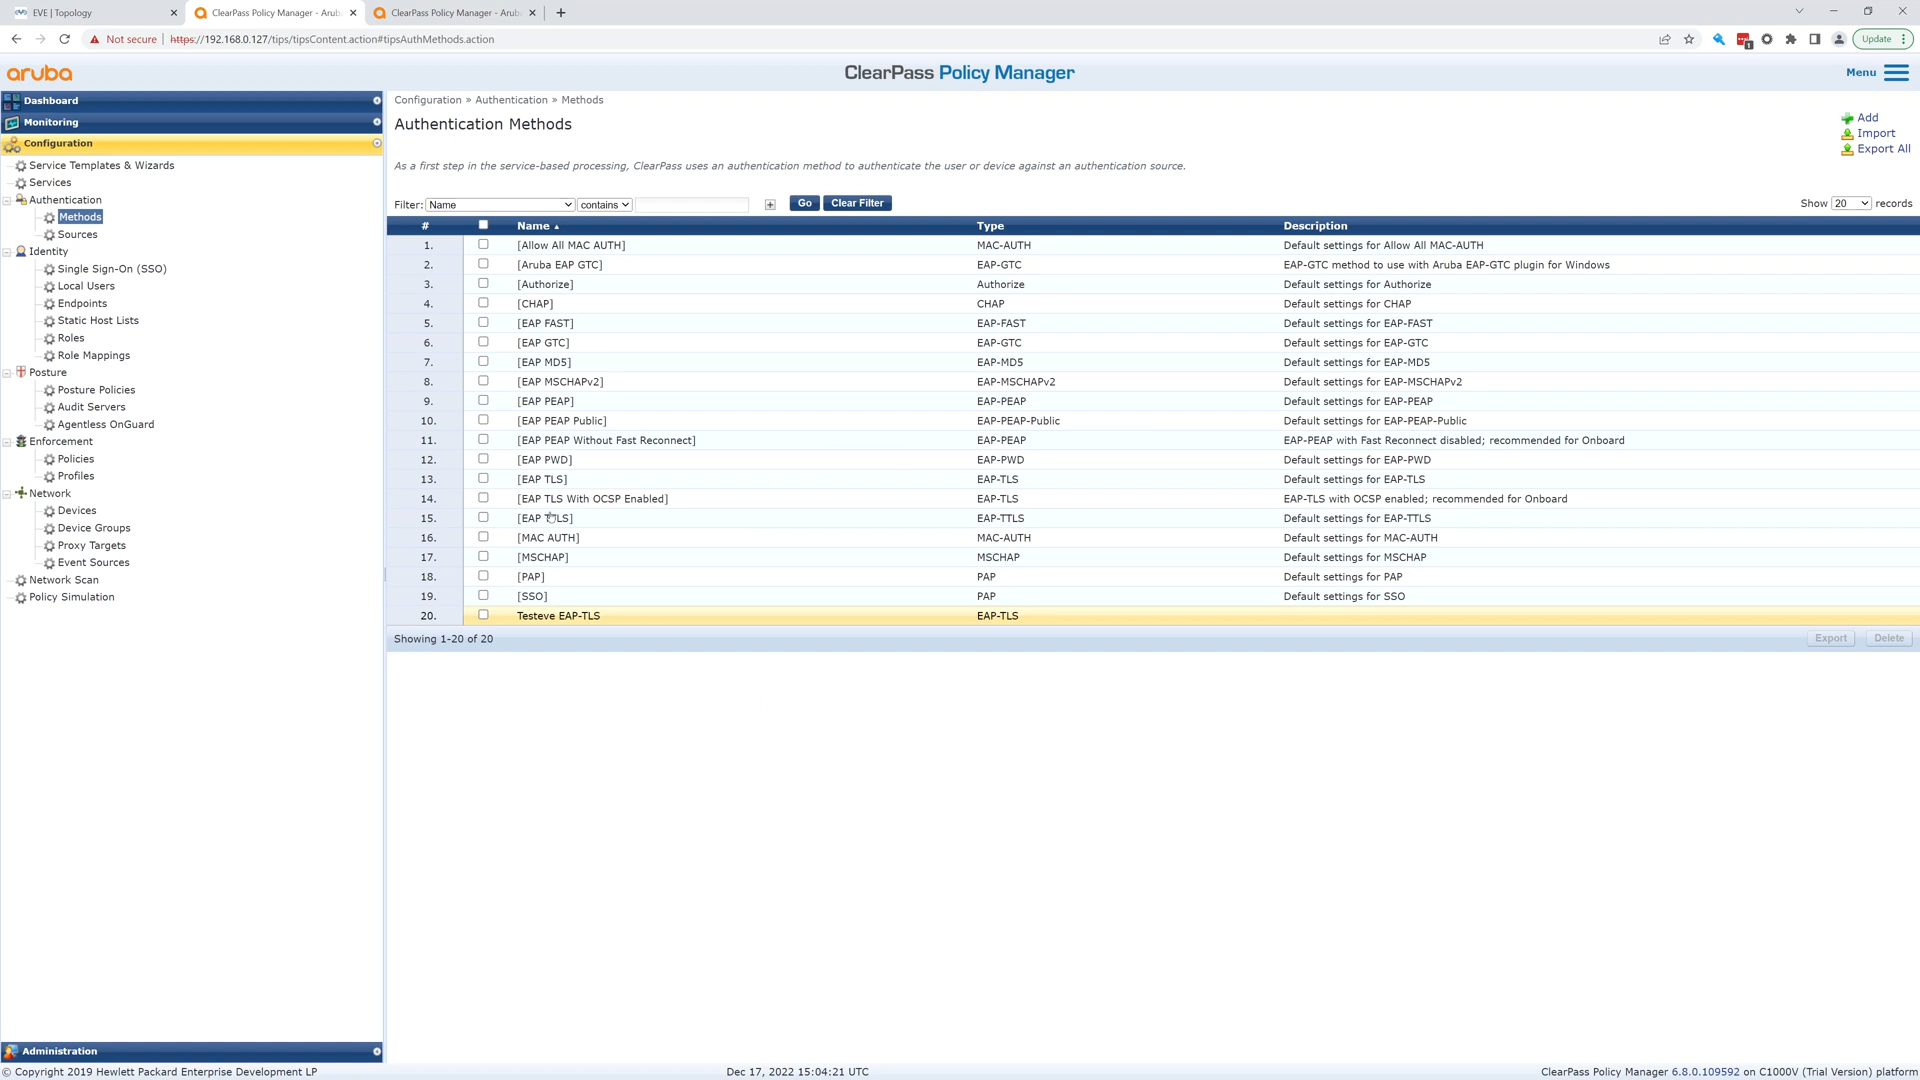 EVE | Topology
ClearPass Policy Manager - Arub
ClearPass Policy Manager - Arub
Not secure | https://192.168.0.127/tips/tipsContent.action#tipsAuthMethods.action
Update
aruba
ClearPass Policy Manager
Menu
Dashboard
Monitoring
Configuration
Service Templates & Wizards
Services
Authentication
Methods
Sources
Identity
Single Sign-On (SSO)
Local Users
Endpoints
Static Host Lists
Roles
Role Mappings
Posture
Posture Policies
Audit Servers
Agentless OnGuard
Enforcement
Policies
Profiles
Network
Devices
Device Groups
Proxy Targets
Event Sources
Network Scan
Policy Simulation
Administration
Configuration » Authentication » Methods
Authentication Methods
Add
Import
Export All
As a first step in the service-based processing, ClearPass uses an authentication method to authenticate the user or device against an authentication source.
Filter: Name contains Go Clear Filter Show 20 records
# Name Type Description
1. [Allow All MAC AUTH] MAC-AUTH Default settings for Allow All MAC-AUTH
2. [Aruba EAP GTC] EAP-GTC EAP-GTC method to use with Aruba EAP-GTC plugin for Windows
3. [Authorize] Authorize Default settings for Authorize
4. [CHAP] CHAP Default settings for CHAP
5. [EAP FAST] EAP-FAST Default settings for EAP-FAST
6. [EAP GTC] EAP-GTC Default settings for EAP-GTC
7. [EAP MD5] EAP-MD5 Default settings for EAP-MD5
8. [EAP MSCHAPv2] EAP-MSCHAPv2 Default settings for EAP-MSCHAPv2
9. [EAP PEAP] EAP-PEAP Default settings for EAP-PEAP
10. [EAP PEAP Public] EAP-PEAP-Public Default settings for EAP-PEAP-Public
11. [EAP PEAP Without Fast Reconnect] EAP-PEAP EAP-PEAP with Fast Reconnect disabled; recommended for Onboard
12. [EAP PWD] EAP-PWD Default settings for EAP-PWD
13. [EAP TLS] EAP-TLS Default settings for EAP-TLS
14. [EAP TLS With OCSP Enabled] EAP-TLS EAP-TLS with OCSP enabled; recommended for Onboard
15. [EAP TTLS] EAP-TTLS Default settings for EAP-TTLS
16. [MAC AUTH] MAC-AUTH Default settings for MAC-AUTH
17. [MSCHAP] MSCHAP Default settings for MSCHAP
18. [PAP] PAP Default settings for PAP
19. [SSO] PAP Default settings for SSO
20. Testeve EAP-TLS EAP-TLS
Showing 1-20 of 20 Export Delete
© Copyright 2019 Hewlett Packard Enterprise Development LP Dec 17, 2022 15:04:21 UTC ClearPass Policy Manager 6.8.0.109592 on C1000V (Trial Version) platform